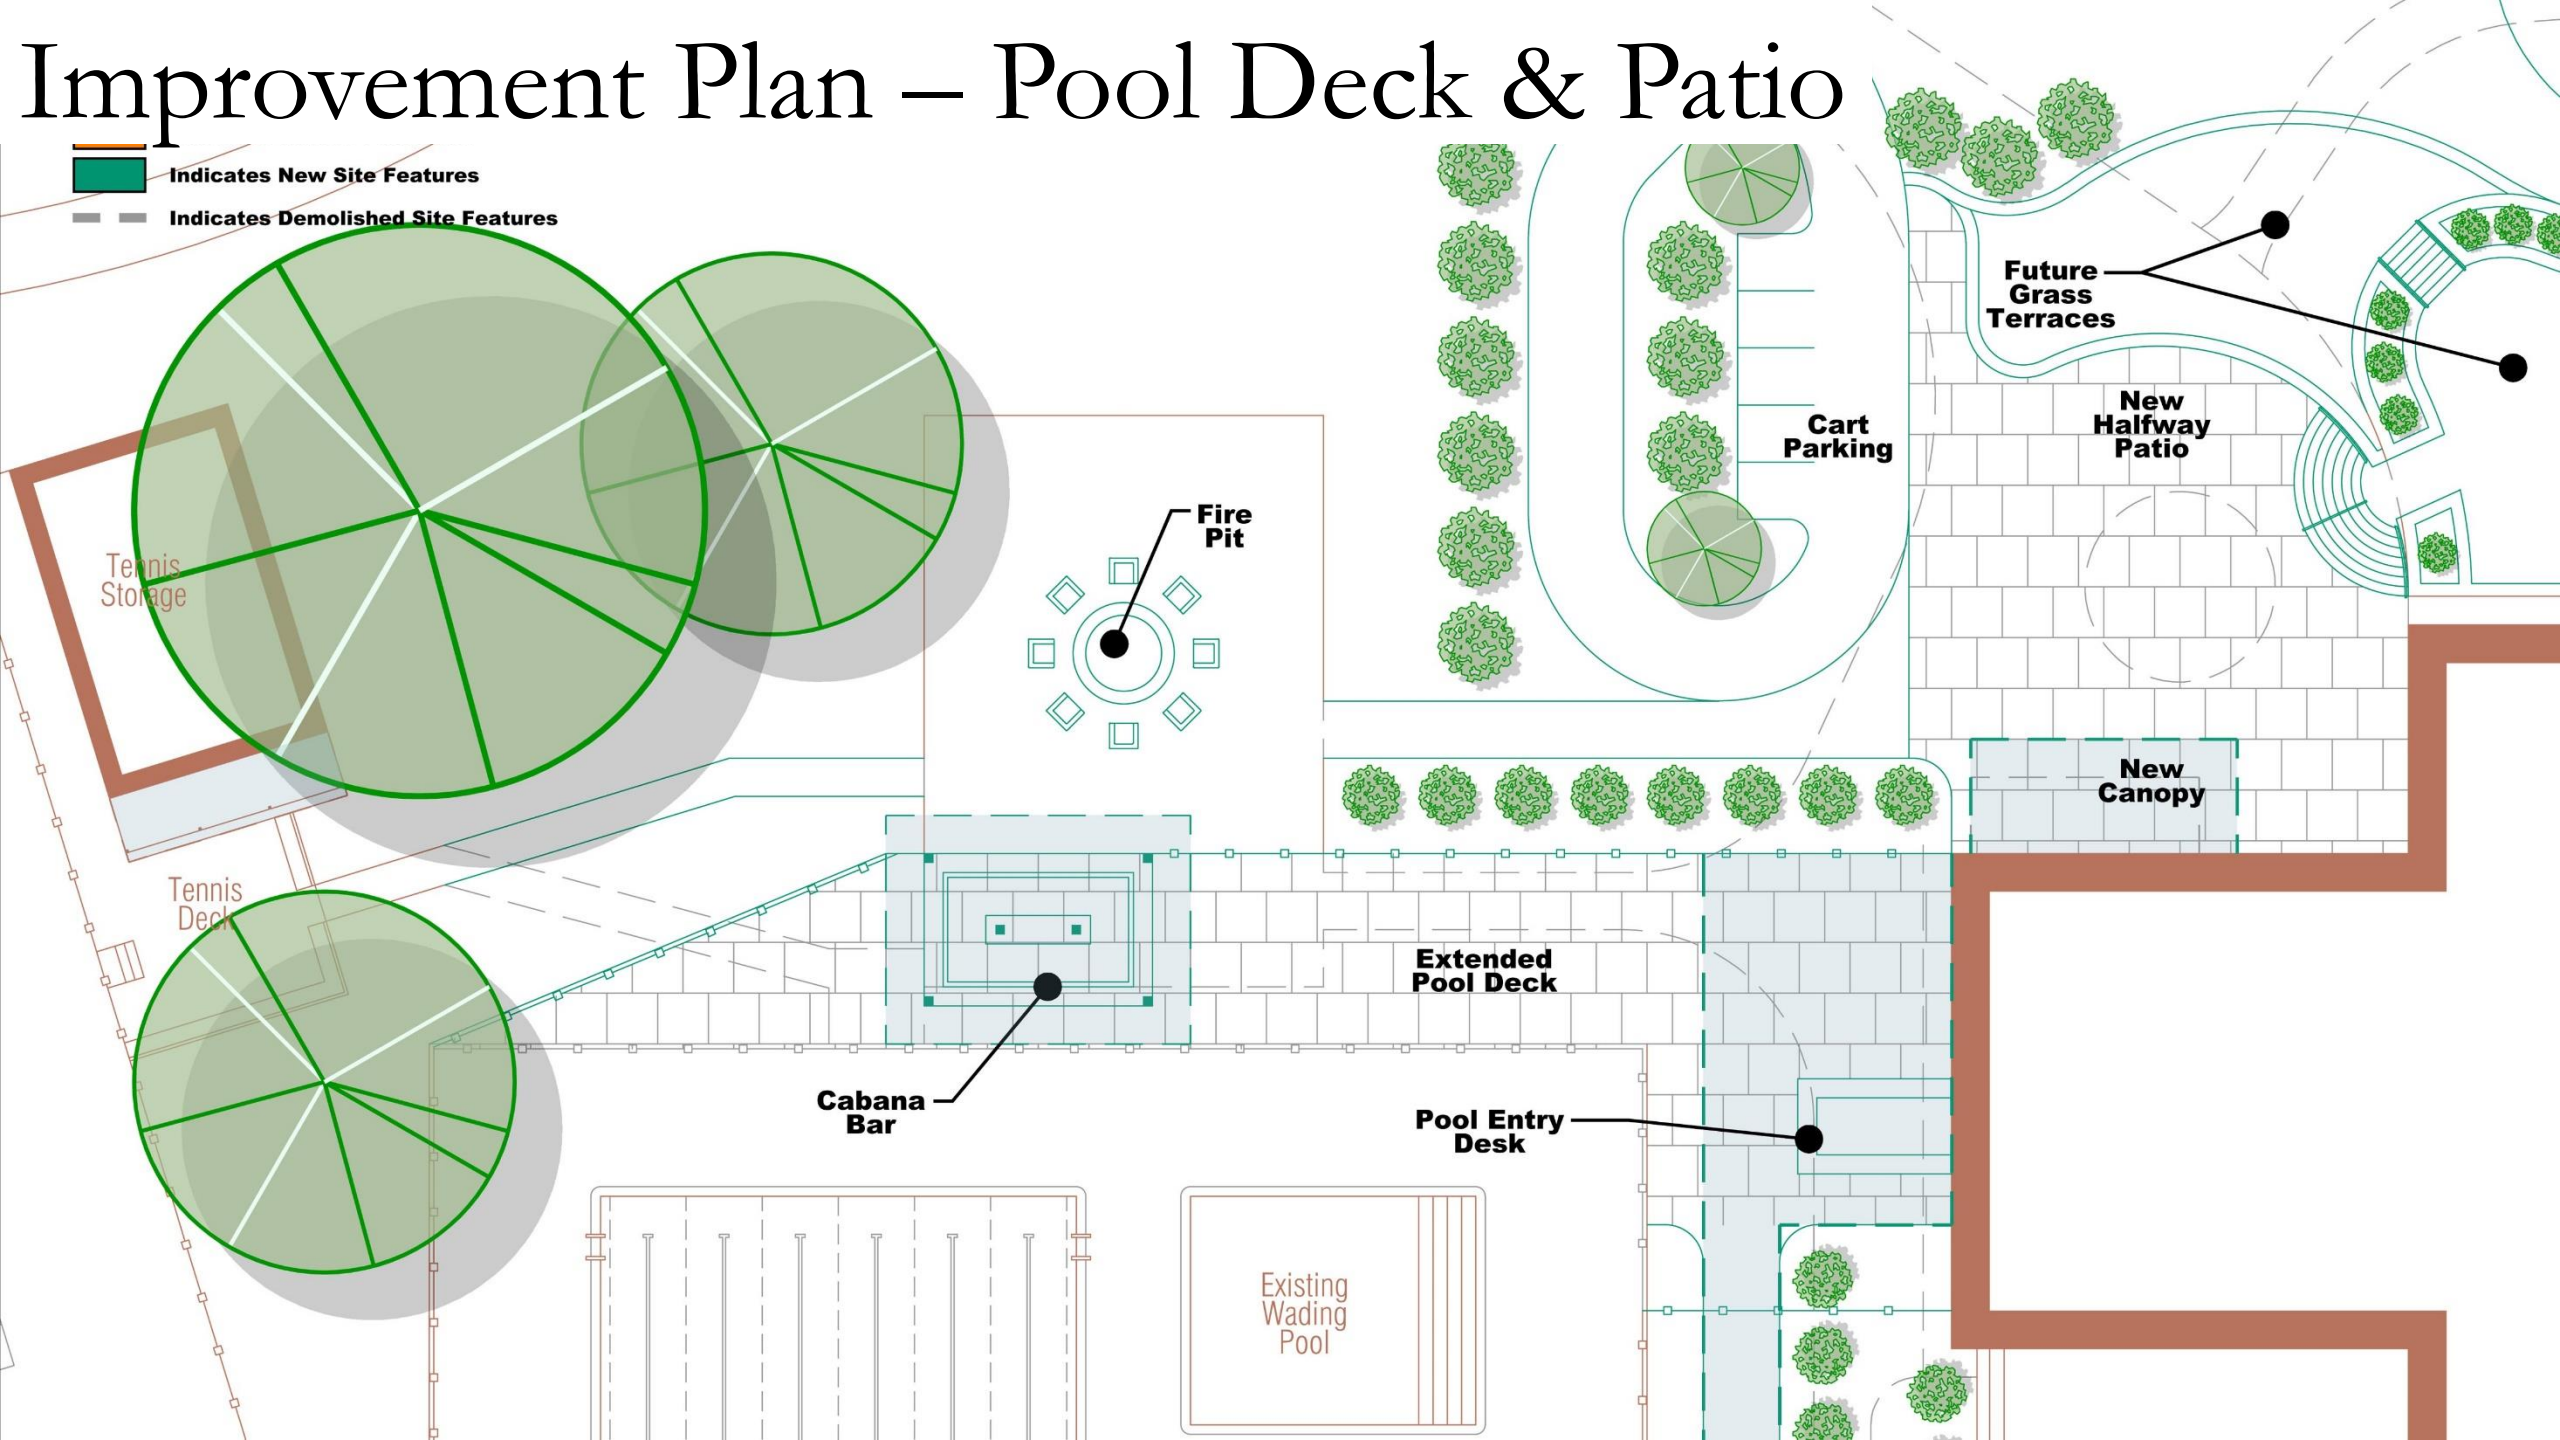 Improvement Plan – Pool Deck & Patio
Indicates New Site Features
Indicates Demolished Site Features
Future
Grass
Terraces
New
Halfway
Patio
Cart
Parking
Fire
Pit
Tennis
Storage
New
Canopy
Tennis
Deck
Extended
Pool Deck
Cabana
Bar
Pool Entry
Desk
Existing
Wading
Pool